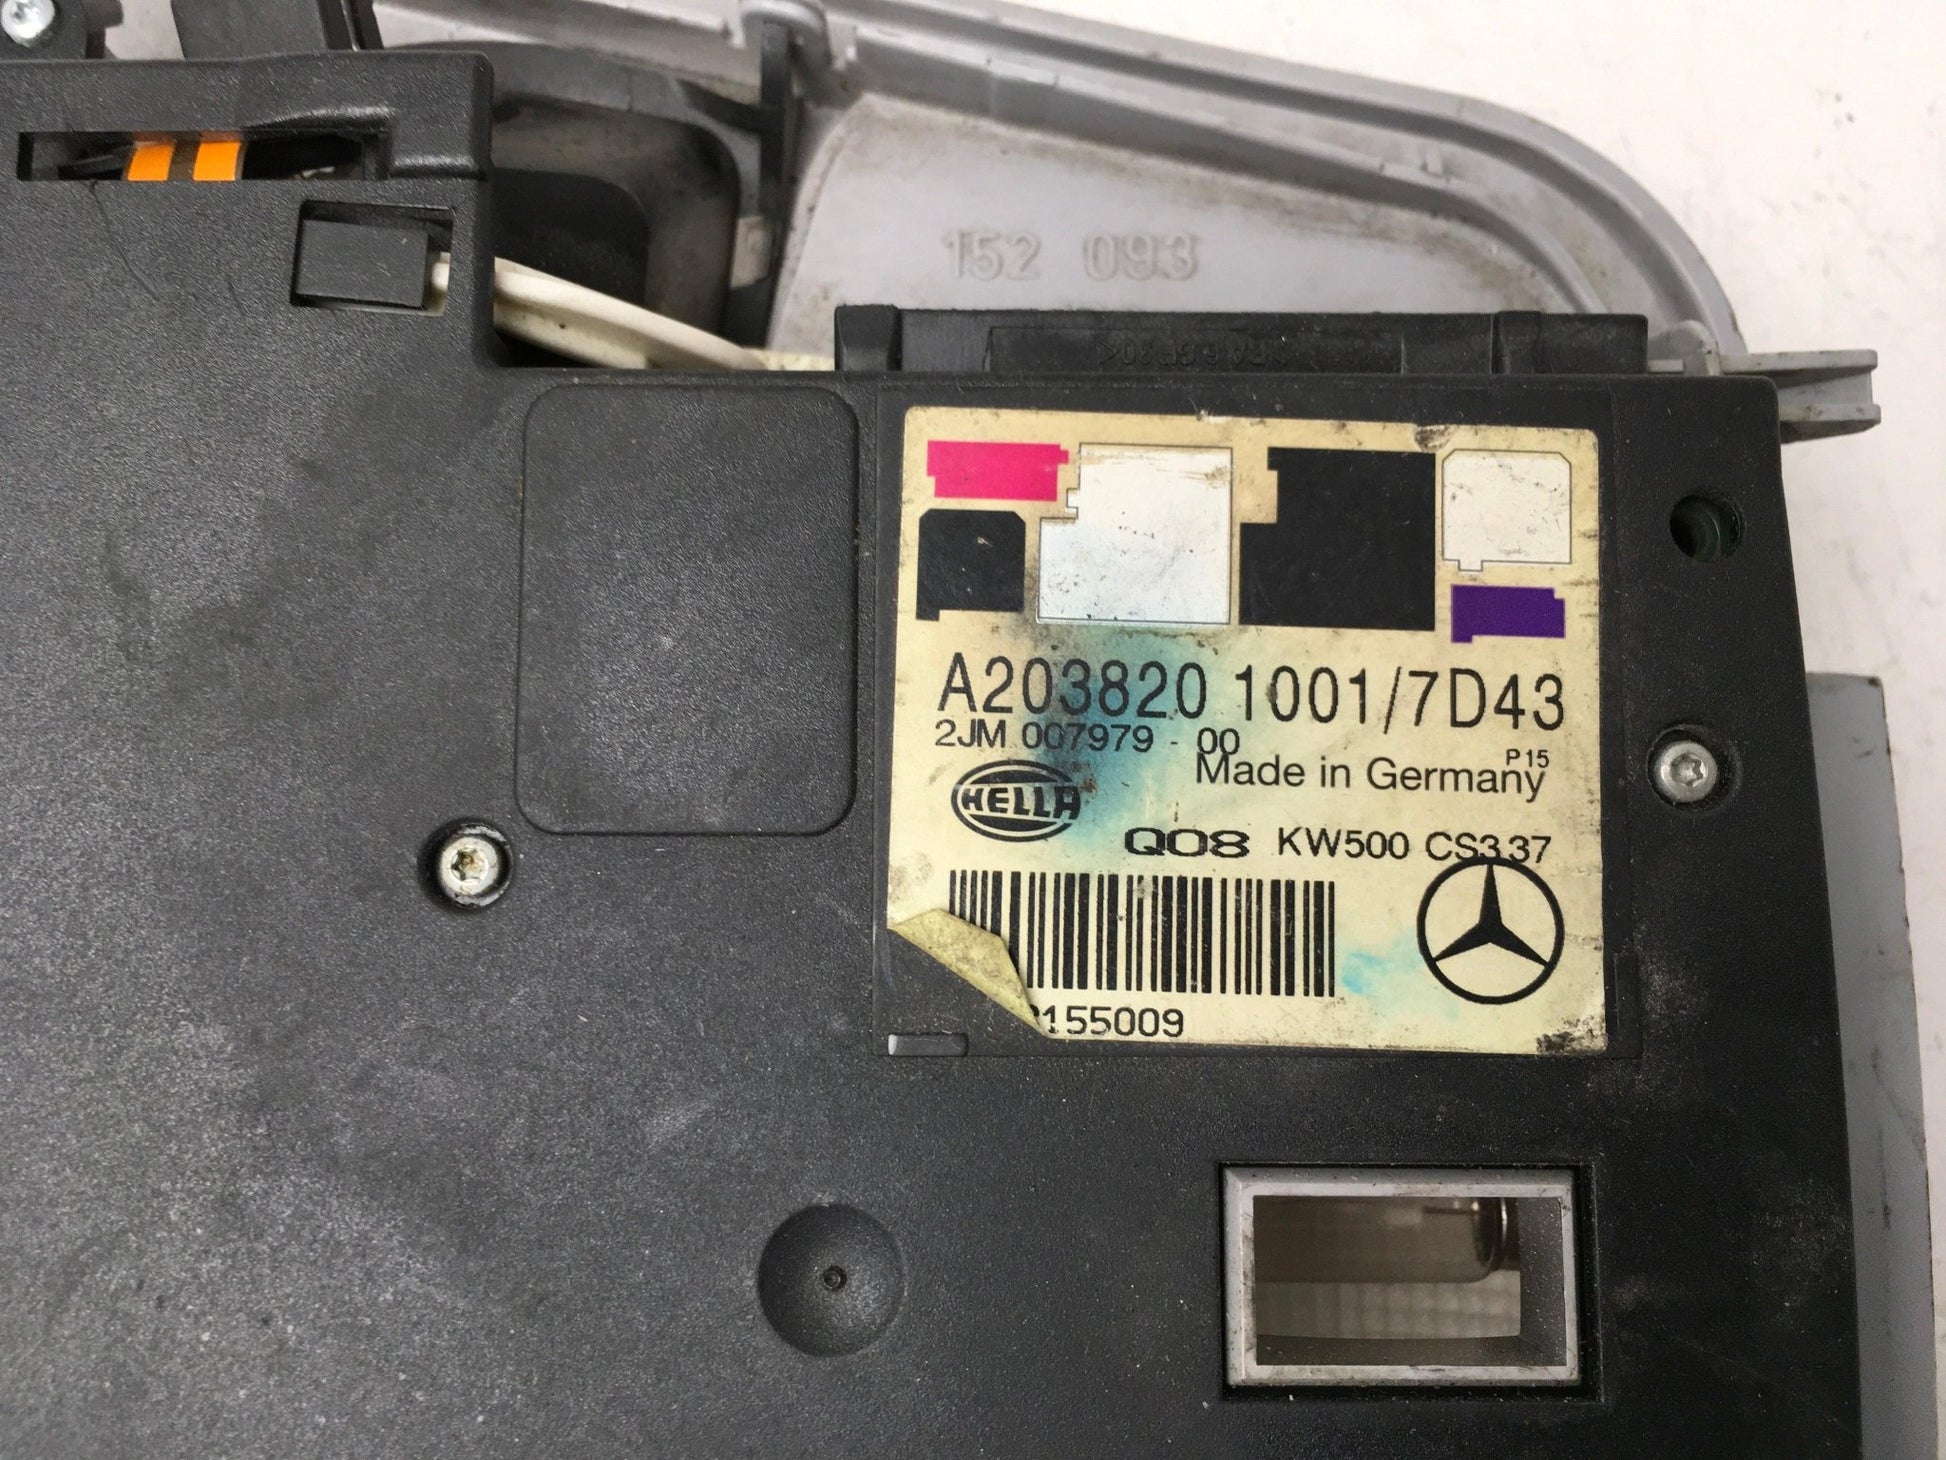 152 093
A203820 1001/7D43
2JM 007979 - 00
P15
Made in Germany
HELLA
Q08 KW500 CS3.37
155009